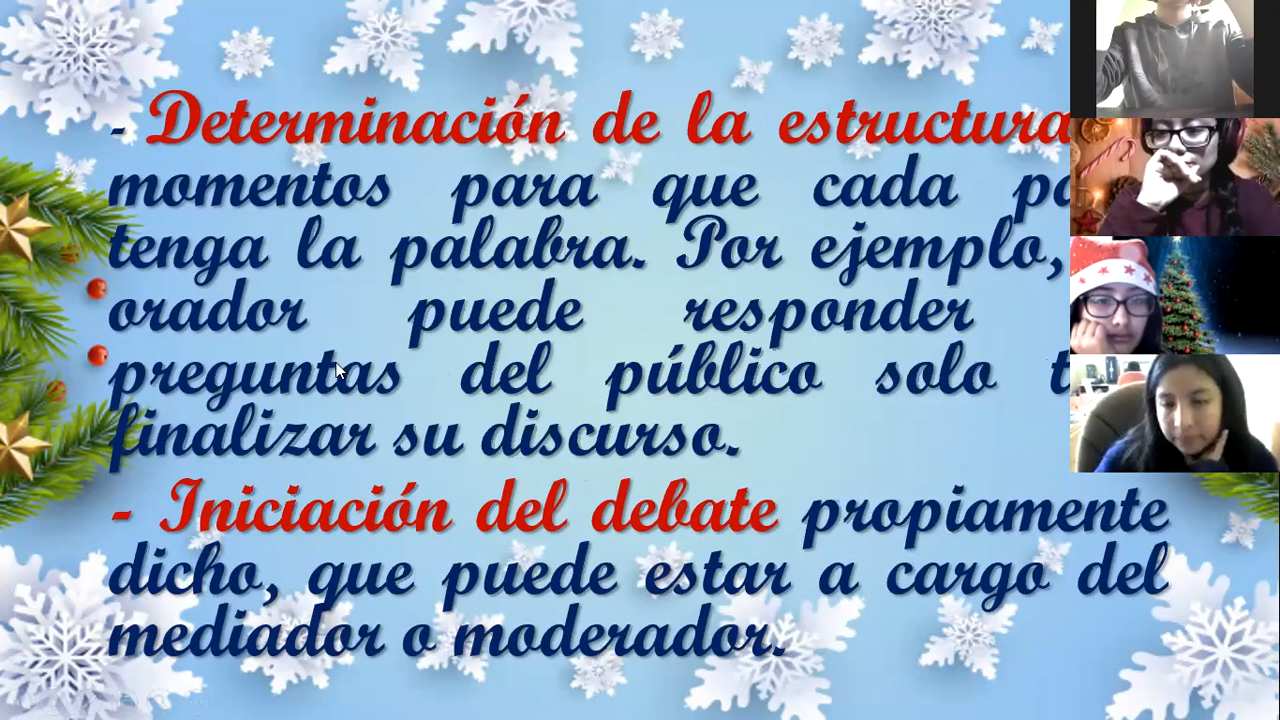 - Determinación de la estructura
momentos para que cada
tenga la palabra. Por ejemplo,
orador puede responder
preguntas del público solo
finalizar su discurso.
- Iniciación del debate propiamente
dicho, que puede estar a cargo del
mediador o moderador.